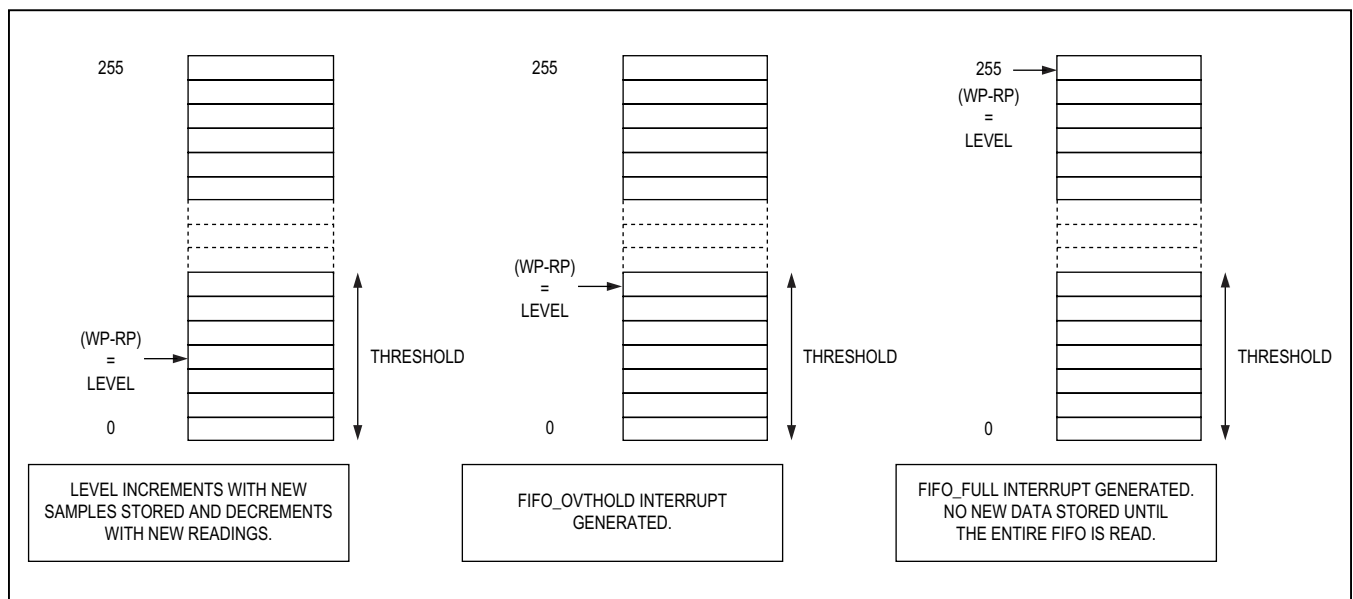 255
(WP-RP)
=
LEVEL
0
THRESHOLD
LEVEL INCREMENTS WITH NEW
SAMPLES STORED AND DECREMENTS
WITH NEW READINGS.
255
(WP-RP)
=
LEVEL
0
THRESHOLD
FIFO_OVTHOLD INTERRUPT
GENERATED.
255
(WP-RP)
=
LEVEL
0
THRESHOLD
FIFO_FULL INTERRUPT GENERATED.
NO NEW DATA STORED UNTIL
THE ENTIRE FIFO IS READ.